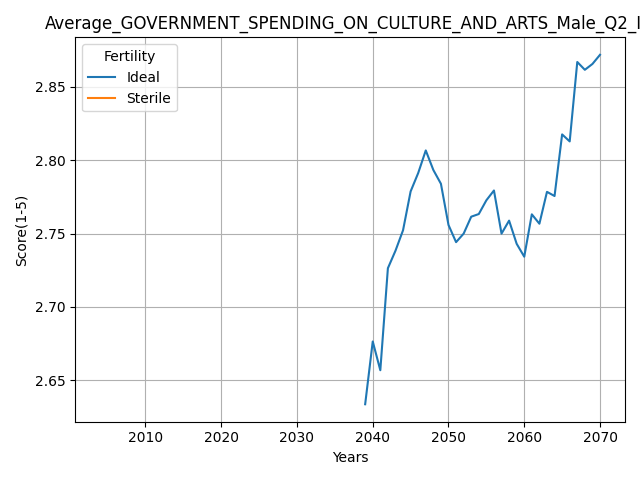 Average_GOVERNMENT_SPENDING_ON_CULTURE_AND_ARTS_Male_Q2_I
Fertility
Ideal
Sterile
Score(1-5)
2.85
2.80
2.75
2.70
2.65
2010 2020 2030 2040 2050 2060 2070
Years